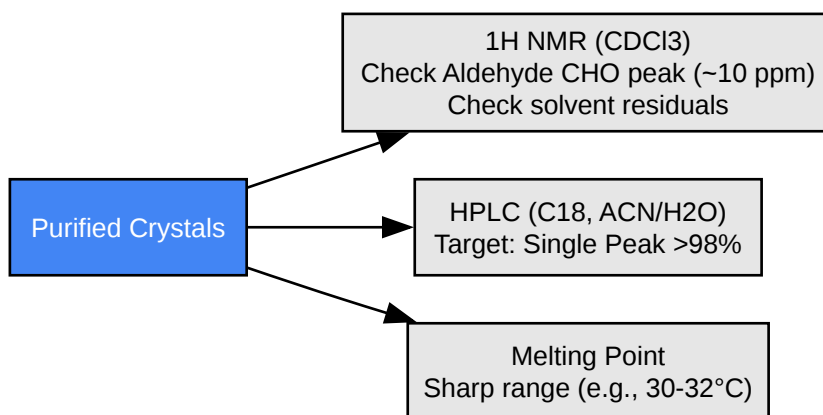 1H NMR (CDCl3)
Check Aldehyde CHO peak (~10 ppm)
Check solvent residuals
Purified Crystals
HPLC (C18, ACN/H2O)
Target: Single Peak >98%
Melting Point
Sharp range (e.g., 30-32°C)